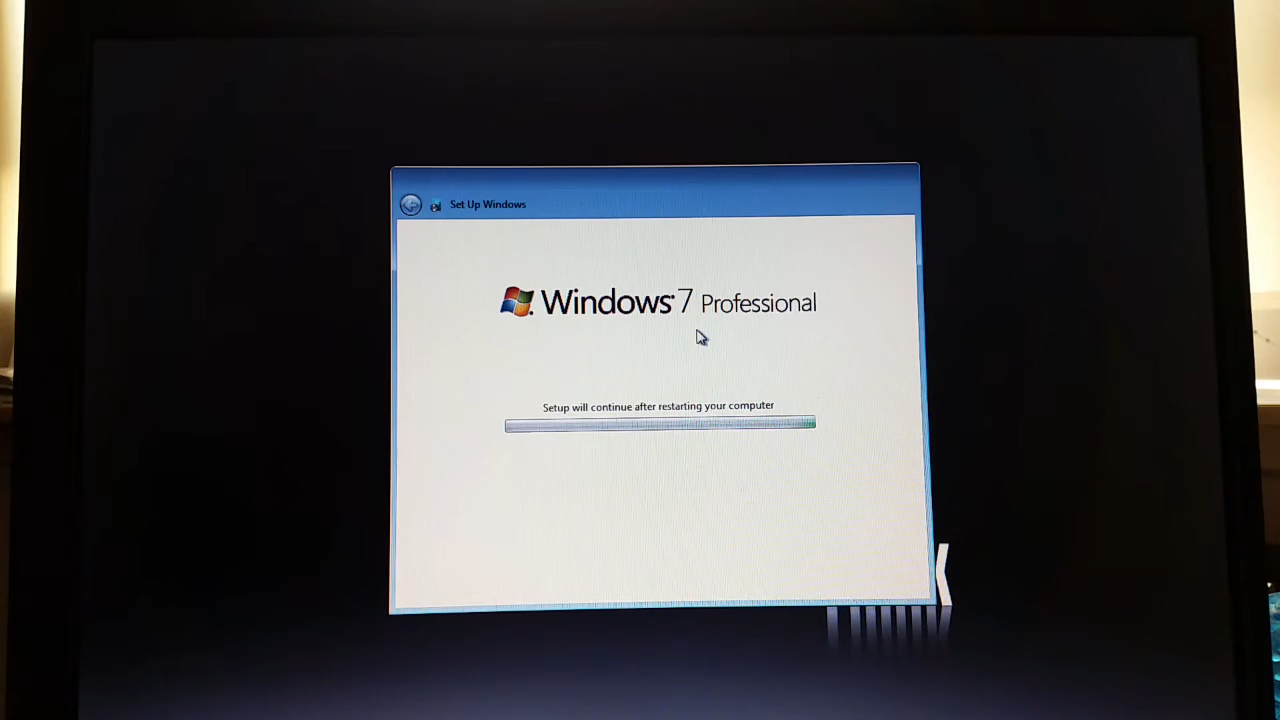 Set Up Windows
Windows 7 Professional
Setup will continue after restarting your computer